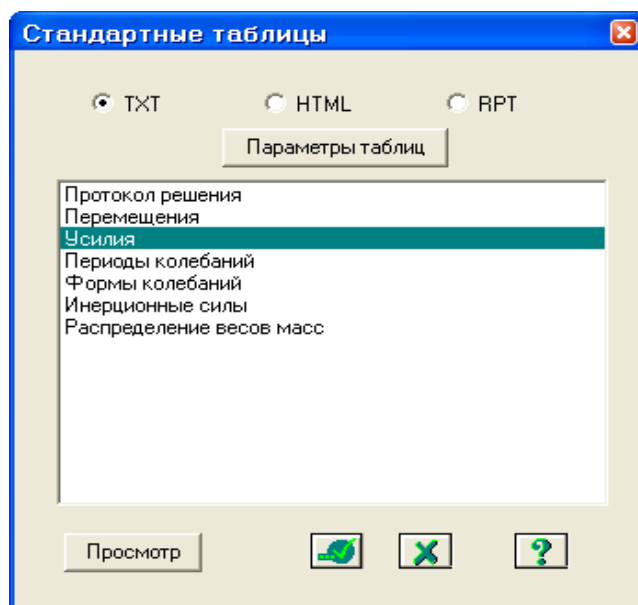 Стандартные таблицы
TXT HTML RPT
Параметры таблиц
Протокол решения
Перемещения
Усилия
Периоды колебаний
Формы колебаний
Инерционные силы
Распределение весов масс
Просмотр
?